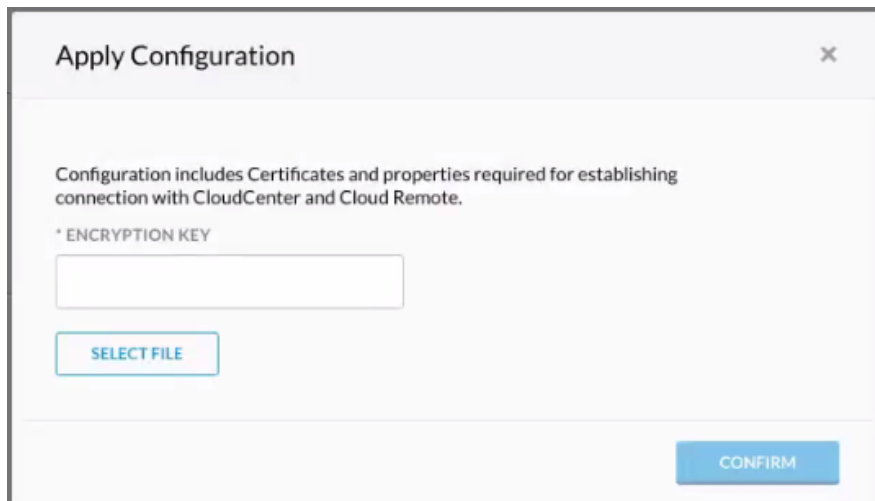 Apply Configuration
Configuration includes Certificates and properties required for establishing
connection with CloudCenter and Cloud Remote.
* ENCRYPTION KEY
SELECT FILE
CONFIRM